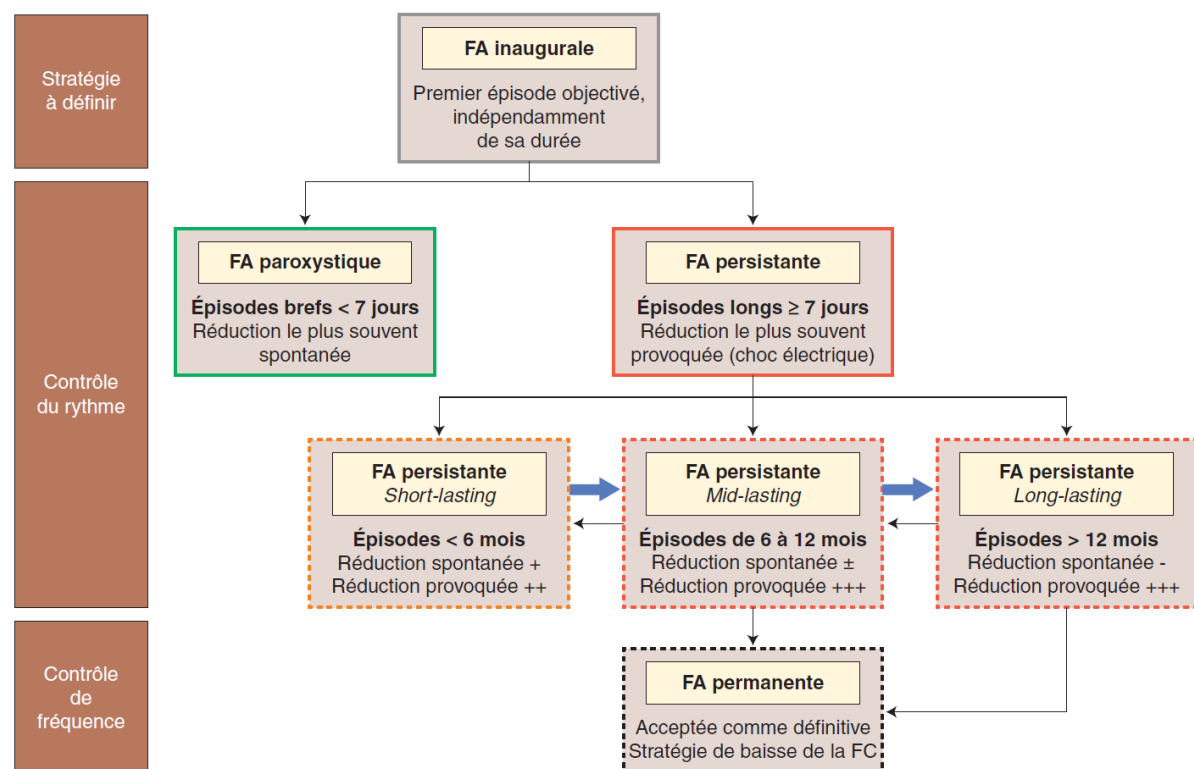 Stratégie
à définir
FA inaugurale
Premier épisode objectivé,
indépendamment
de sa durée
Contrôle
du rythme
FA paroxystique
Épisodes brefs < 7 jours
Réduction le plus souvent
spontanée
FA persistante
Épisodes longs ≥ 7 jours
Réduction le plus souvent
provoquée (choc électrique)
FA persistante
Short-lasting
Épisodes < 6 mois
Réduction spontanée +
Réduction provoquée ++
FA persistante
Mid-lasting
Épisodes de 6 à 12 mois
Réduction spontanée ±
Réduction provoquée +++
FA persistante
Long-lasting
Épisodes > 12 mois
Réduction spontanée -
Réduction provoquée +++
Contrôle
de
fréquence
FA permanente
Acceptée comme définitive
Stratégie de baisse de la FC